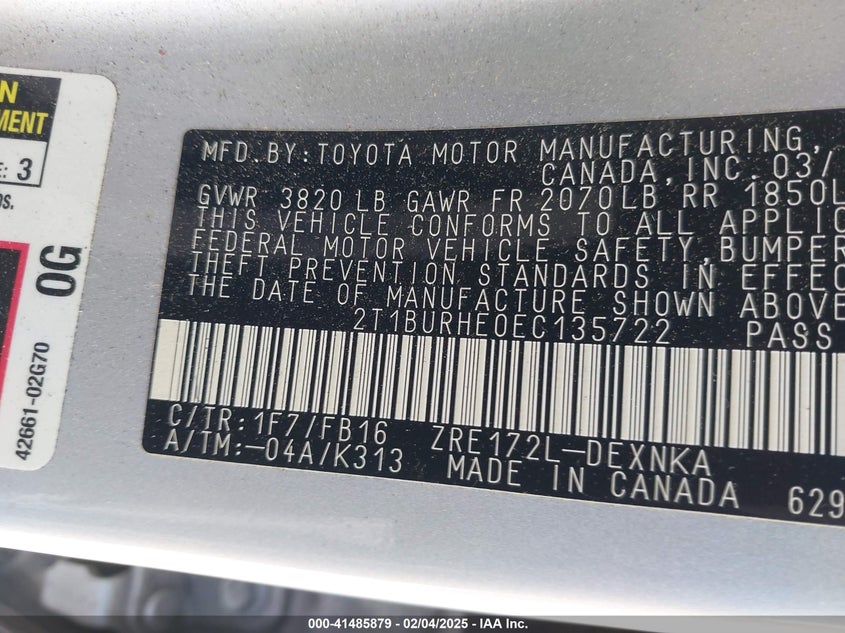 N
MENT
E: 3
os.
0G
42661-02G70
MFD.BY:TOYOTA MOTOR MANUFACTURING,
CANADA,INC. 03/
GVWR 3820 LB GAWR FR 2070LB RR 1850L
THIS VEHICLE CONFORMS TO ALL APPLIC
FEDERAL MOTOR VEHICLE SAFETY,BUMPER
THEFT PREVENTION STANDARDS IN EFFEC
THE DATE OF MANUFACTURE SHOWN ABOVE
2T1BURHE0EC135722 PASS
C/TR:1F7/FB16 ZRE172L-DEXNKA
A/TM:-04A/K313 MADE IN CANADA 629
000-41485879 - 02/04/2025 - IAA Inc.